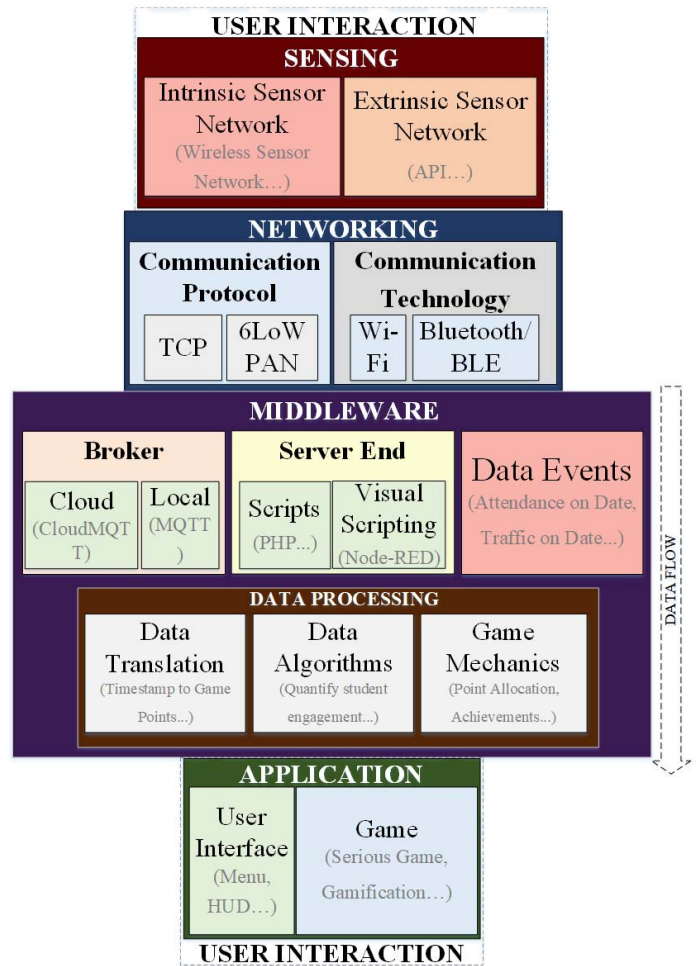 USER INTERACTION
SENSING
Intrinsic Sensor
Network
(Wireless Sensor
Network…)
Extrinsic Sensor
Network
(API…)
NETWORKING
Communication
Protocol
TCP
6LoW
PAN
Communication
Technology
Wi-
Fi
Bluetooth/
BLE
MIDDLEWARE
Broker
Cloud
(CloudMQT
T)
Local
(MQTT
)
Server End
Scripts
(PHP...)
Visual
Scripting
(Node-RED)
Data Events
(Attendance on Date,
Traffic on Date...)
DATA PROCESSING
Data
Translation
(Timestamp to Game
Points...)
Data
Algorithms
(Quantify student
engagement...)
Game
Mechanics
(Point Allocation,
Achievements...)
DATA FLOW
APPLICATION
User
Interface
(Menu,
HUD…)
Game
(Serious Game,
Gamification…)
USER INTERACTION